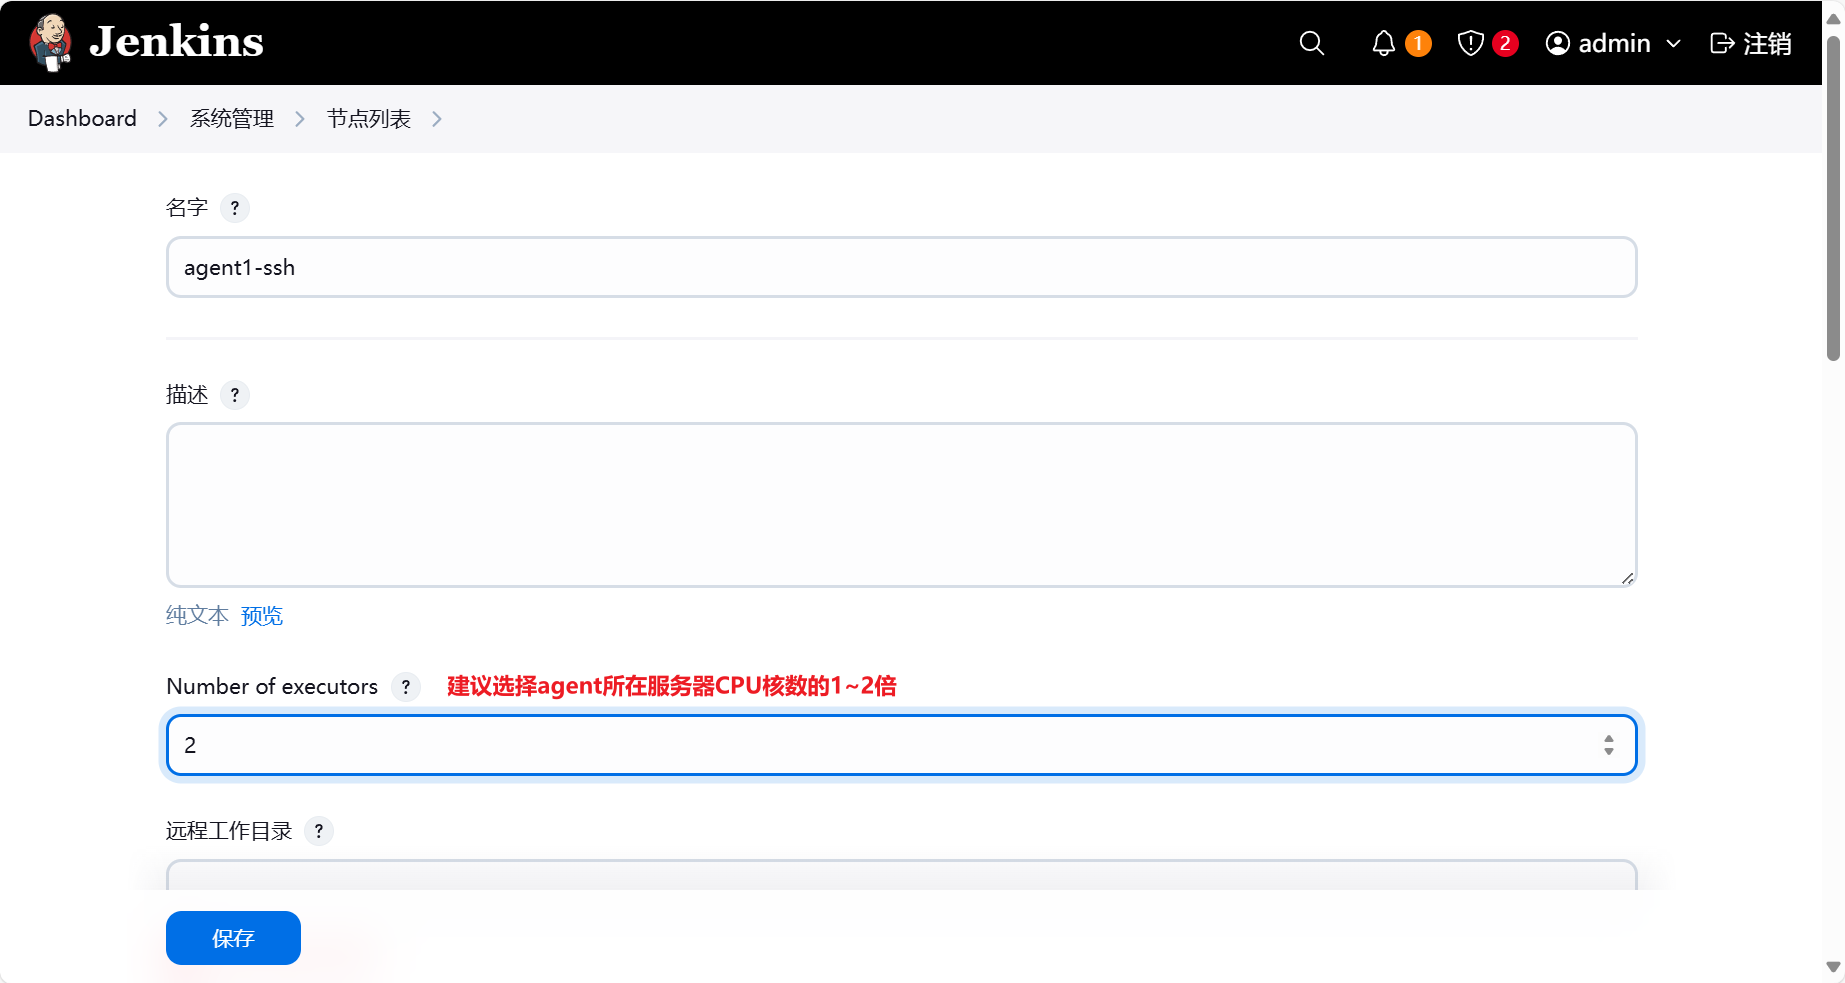 Jenkins
1
2
admin
注销
Dashboard
系统管理
节点列表
名字 ?
agent1-ssh
描述 ?
纯文本 预览
Number of executors ? 建议选择agent所在服务器CPU核数的1~2倍
2
远程工作目录 ?
保存